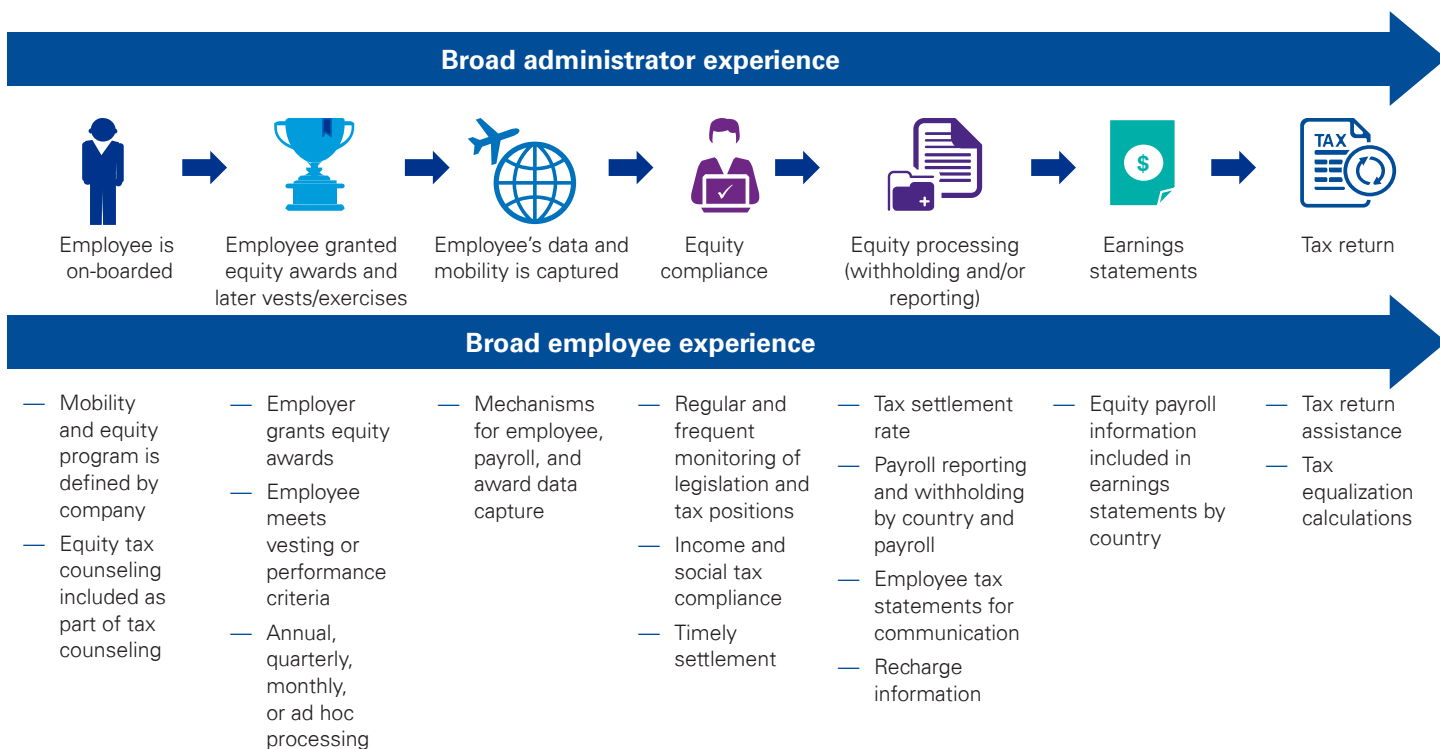 Broad administrator experience
TAX
$
Employee is
on-boarded
Employee granted
equity awards and
later vests/exercises
Employee’s data and
mobility is captured
Equity
compliance
Equity processing
(withholding and/or
reporting)
Earnings
statements
Tax return
Broad employee experience
— Mobility
and equity
program is
defined by
company
— Equity tax
counseling
included as
part of tax
counseling
— Employer
grants equity
awards
— Employee
meets
vesting or
performance
criteria
— Annual,
quarterly,
monthly,
or ad hoc
processing
— Mechanisms
for employee,
payroll, and
award data
capture
— Regular and
frequent
monitoring of
legislation and
tax positions
— Income and
social tax
compliance
— Timely
settlement
— Tax settlement
rate
— Payroll reporting
and withholding
by country and
payroll
— Employee tax
statements for
communication
— Recharge
information
— Equity payroll
information
included in
earnings
statements by
country
— Tax return
assistance
— Tax
equalization
calculations